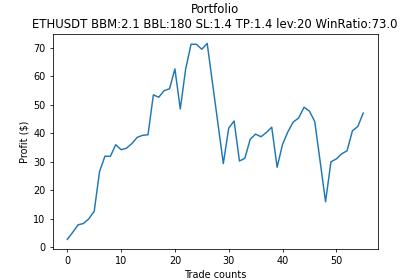 Portfolio
ETHUSDT BBM:2.1 BBL:180 SL:1.4 TP:1.4 lev:20 WinRatio:73.0
70
60
50
40
30
20
10
0
Profit ($)
0 10 20 30 40 50
Trade counts